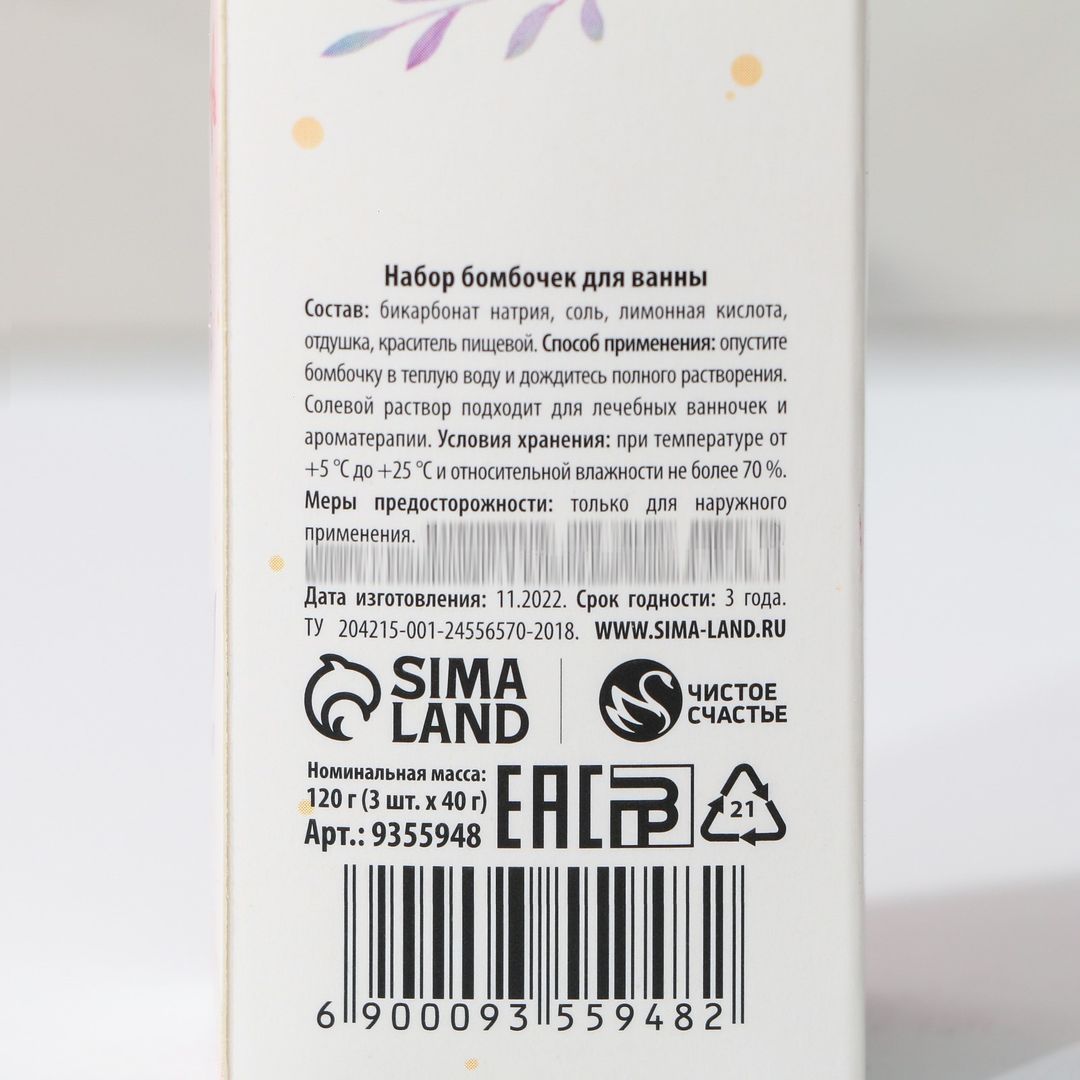 Набор бомбочек для ванны
Состав: бикарбонат натрия, соль, лимонная кислота,
отдушка, краситель пищевой. Способ применения: опустите
бомбочку в теплую воду и дождитесь полного растворения.
Солевой раствор подходит для лечебных ванночек и
ароматерапии. Условия хранения: при температуре от
+5 °C до +25 °C и относительной влажности не более 70 %.
Меры предосторожности: только для наружного
применения.
Дата изготовления: 11.2022. Срок годности: 3 года.
ТУ 204215-001-24556570-2018. WWW.SIMA-LAND.RU
SIMA
LAND
ЧИСТОЕ
СЧАСТЬЕ
Номинальная масса:
120 г (3 шт. x 40 г)
Арт.: 9355948
EAC
21
6 900093 559482